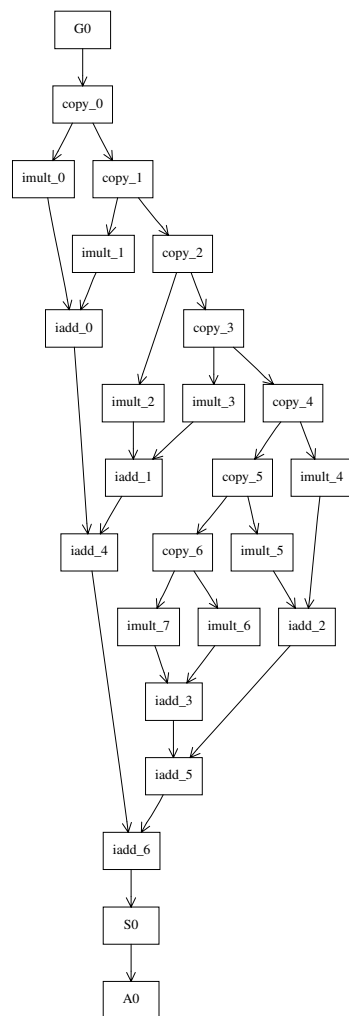 G0
copy_0
imult_0
copy_1
imult_1
copy_2
iadd_0
copy_3
imult_2
imult_3
copy_4
iadd_1
copy_5
imult_4
iadd_4
copy_6
imult_5
imult_7
imult_6
iadd_2
iadd_3
iadd_5
iadd_6
S0
A0